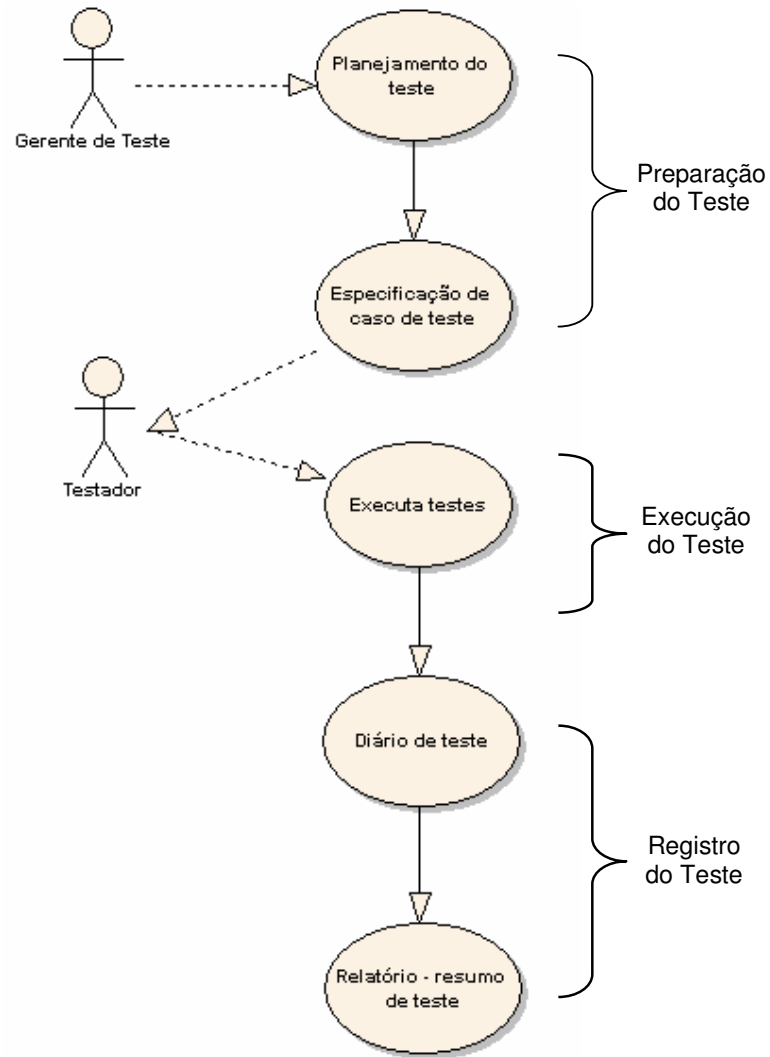 Planejamento do
teste
Gerente de Teste
Preparação
do Teste
Especificação de
caso de teste
Testador
Executa testes
Execução
do Teste
Diário de teste
Registro
do Teste
Relatório - resumo
de teste